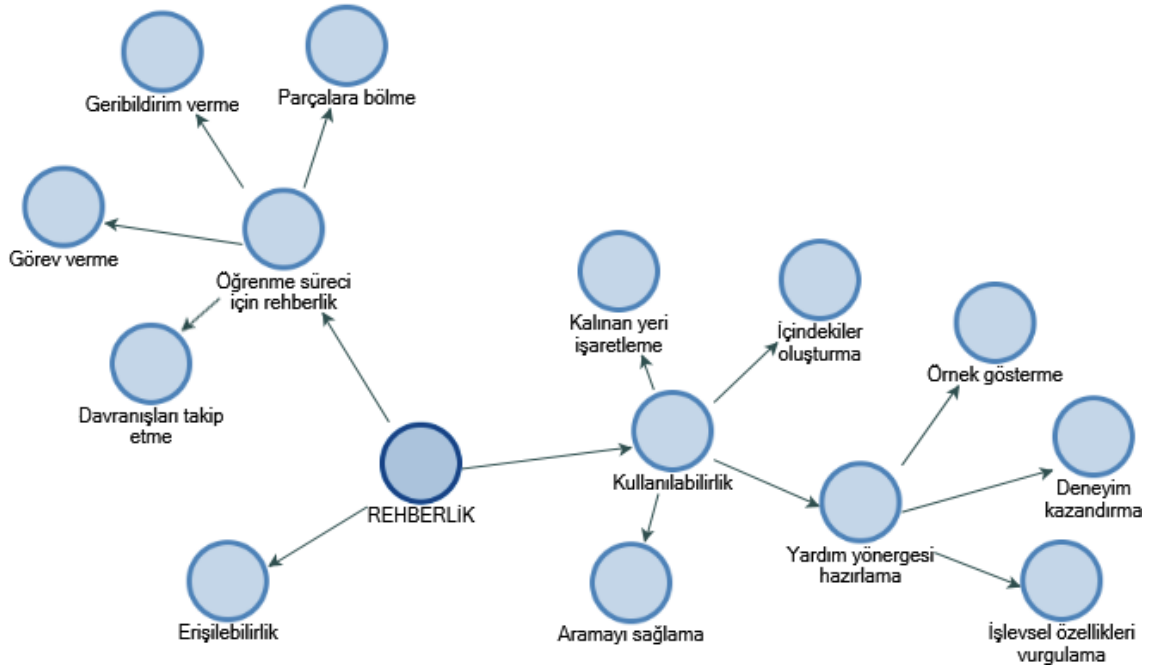 Geribildirim verme
Parçalara bölme
Görev verme
Öğrenme süreci
için rehberlik
Davranışları takip
etme
Kalınan yeri
işaretleme
İçindekiler
oluşturma
Örnek gösterme
REHBERLİK
Kullanılabilirlik
Deneyim
kazandırma
Yardım yönergesi
hazırlama
Erişilebilirlik
Aramayı sağlama
İşlevsel özellikleri
vurgulama